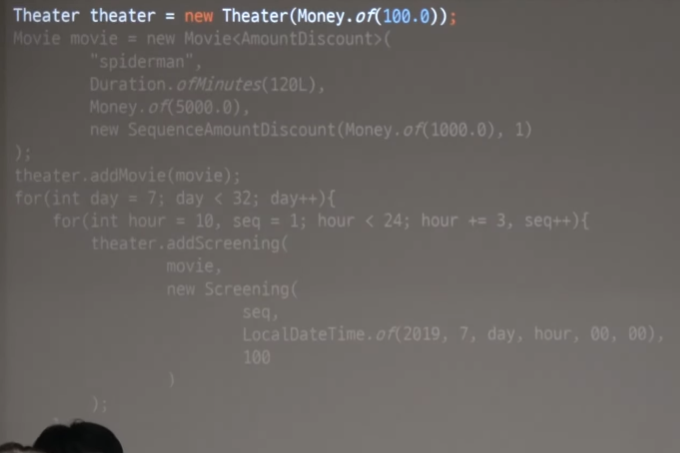 Theater theater = new Theater(Money.of(100.0));
Movie movie = new Movie<AmountDiscount>(
"spiderman",
Duration.ofMinutes(120L),
Money.of(5000.0),
new SequenceAmountDiscount(Money.of(1000.0), 1)
);
theater.addMovie(movie);
for(int day = 7; day < 32; day++){
for(int hour = 10, seq = 1; hour < 24; hour += 3, seq++){
theater.addScreening(
movie,
new Screening(
seq,
LocalDateTime.of(2019, 7, day, hour, 00, 00),
100
)
);